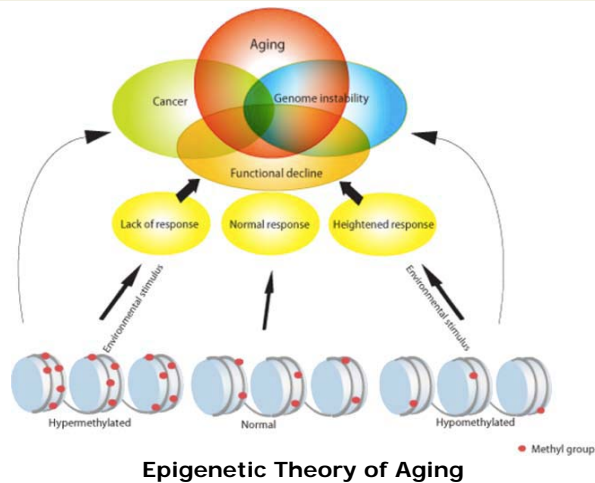 Aging
Cancer
Genome instability
Functional decline
Lack of response
Normal response
Heightened response
Environmental stimulus
Environmental stimulus
Hypermethylated
Normal
Hypomethylated
Methyl group
Epigenetic Theory of Aging